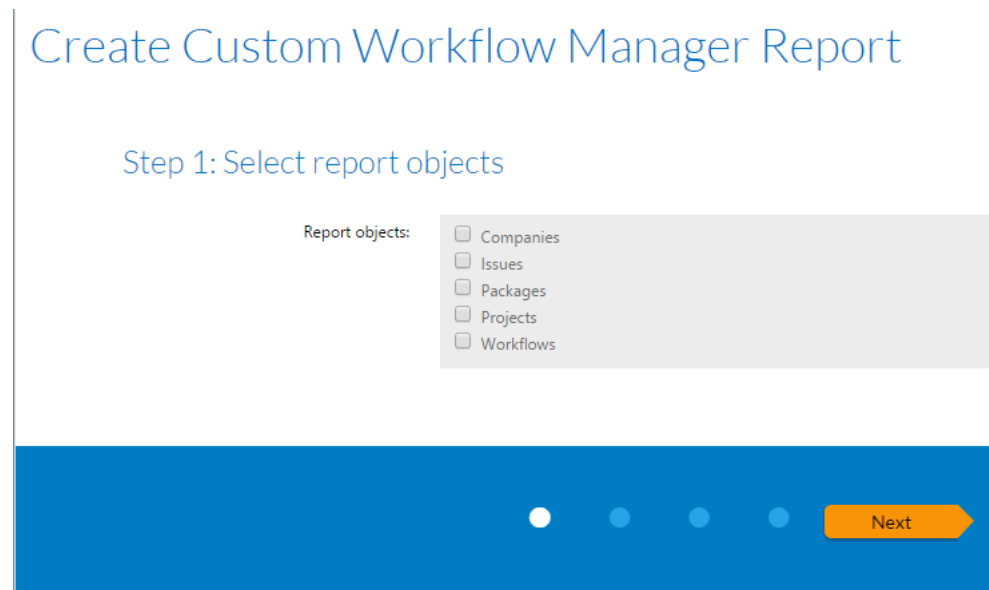 Create Custom Workflow Manager Report
Step 1: Select report objects
Report objects:
Companies
Issues
Packages
Projects
Workflows
Next